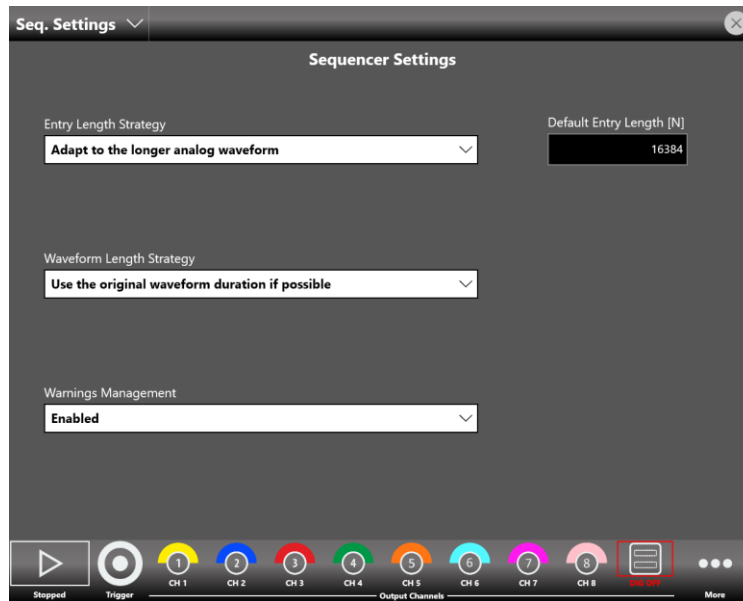 Seq. Settings
Sequencer Settings
Entry Length Strategy
Default Entry Length [N]
Adapt to the longer analog waveform
16384
Waveform Length Strategy
Use the original waveform duration if possible
Warnings Management
Enabled
1 2 3 4 5 6 7 8
Stopped Trigger CH 1 CH 2 CH 3 CH 4 CH 5 CH 6 CH 7 CH 8 More
Output Channels